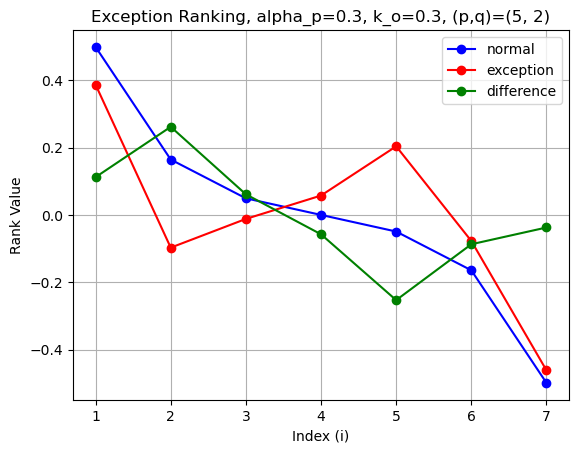 Exception Ranking, alpha_p=0.3, k_o=0.3, (p,q)=(5, 2)
normal
exception
difference
Rank Value
0.4
0.2
0.0
−0.2
−0.4
1 2 3 4 5 6 7
Index (i)